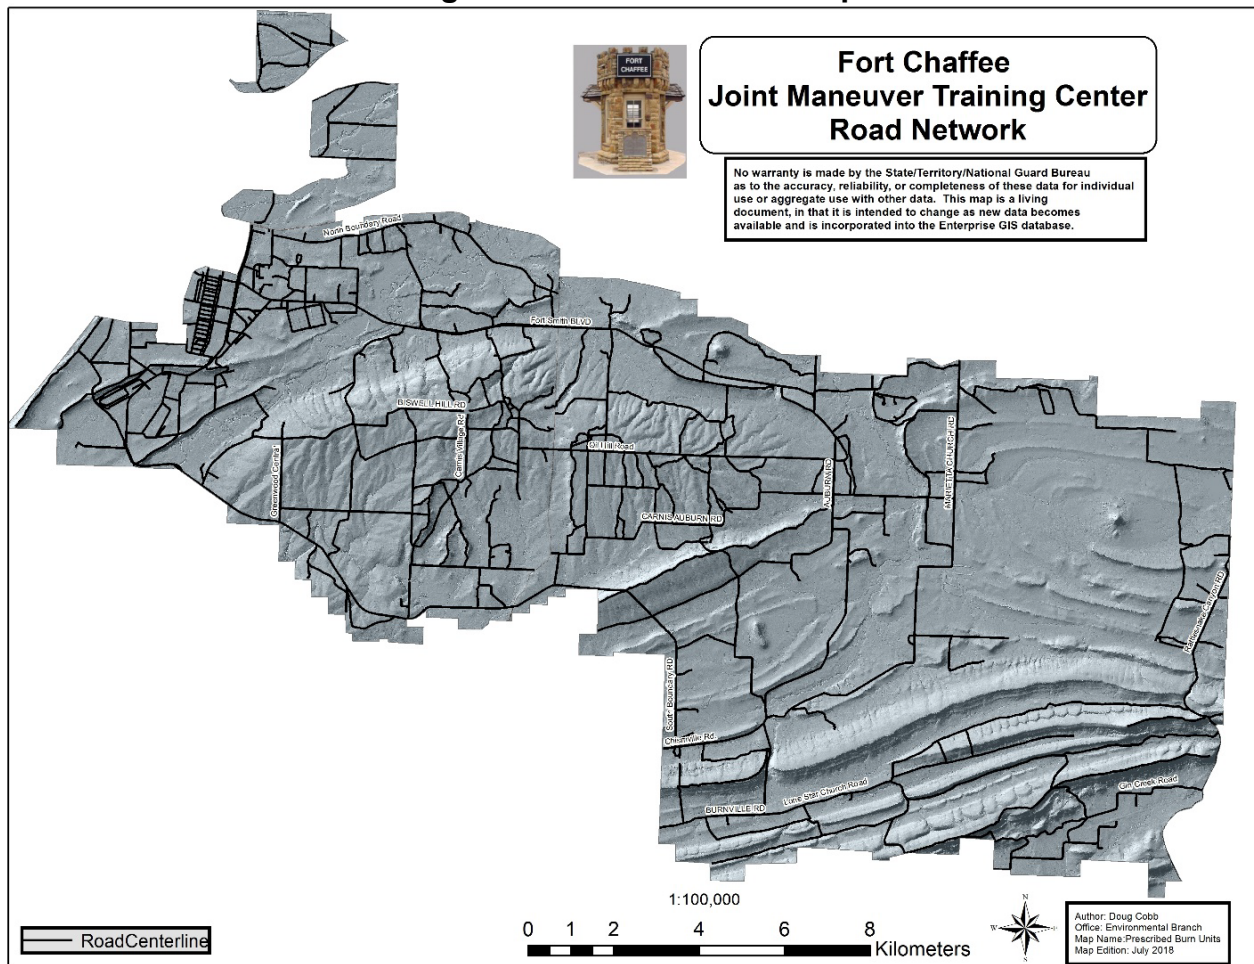 FORT
CHAFFEE
Fort Chaffee
Joint Maneuver Training Center
Road Network
No warranty is made by the State/Territory/National Guard Bureau
as to the accuracy, reliability, or completeness of these data for individual
use or aggregate use with other data. This map is a living
document, in that it is intended to change as new data becomes
available and is incorporated into the Enterprise GIS database.
North Boundary Road
Fort Smith BLVD
BISWELL HILL RD
Carnis Village Rd
Greenwood Central
Hill Road
AUBURN RD
MARIETTA CHURCH RD
CARNIS AUBURN RD
Rattlesnake Canyon RD
South Boundary RD
Chismville Rd.
Lone Star Church Road
BURNVILLE RD
Gin Creek Road
1:100,000
0 1 2 4 6 8
Kilometers
RoadCenterline
N
W
S
Author: Doug Cobb
Office: Environmental Branch
Map Name:Prescribed Burn Units
Map Edition: July 2018